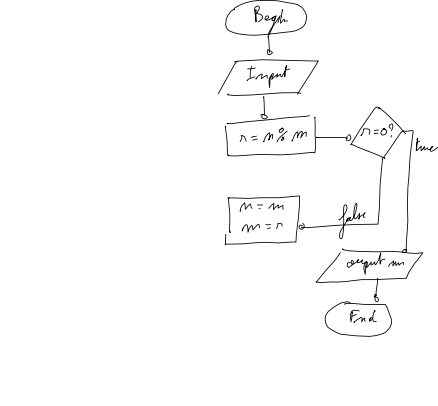 Begin
Input
r = n % m
r=0?
true
n = m
m = r
false
output m
End